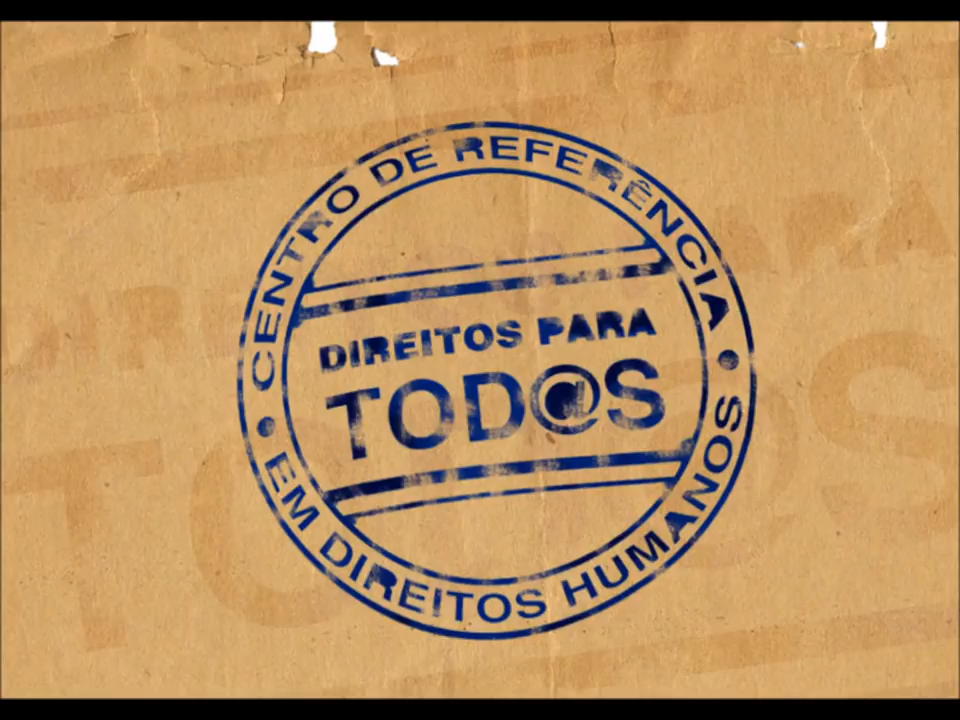 CENTRO DE REFERÊNCIA
DIREITOS PARA
TOD@S
EM DIREITOS HUMANOS